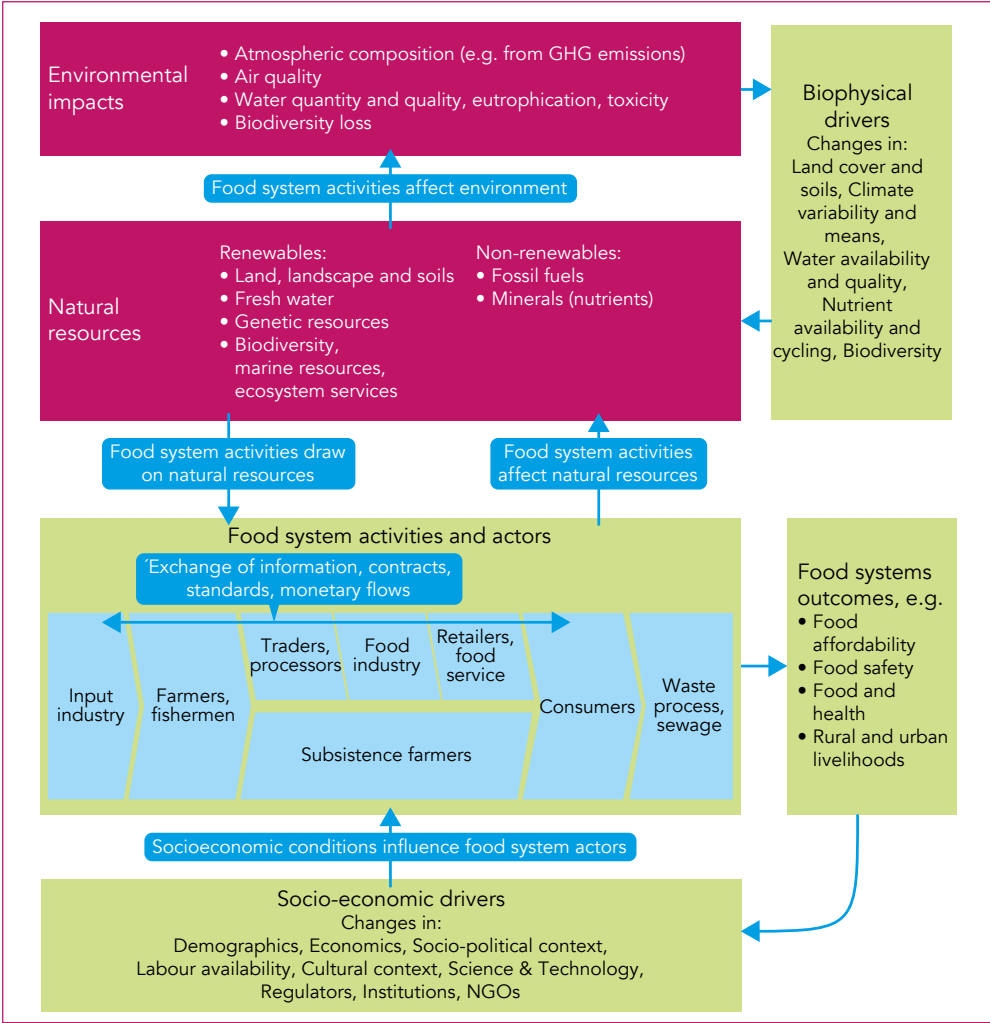 Environmental
impacts
• Atmospheric composition (e.g. from GHG emissions)
• Air quality
• Water quantity and quality, eutrophication, toxicity
• Biodiversity loss
Biophysical
drivers
Changes in:
Land cover and
soils, Climate
variability and
means,
Water availability
and quality,
Nutrient
availability and
cycling, Biodiversity
Food system activities affect environment
Natural
resources
Renewables:
• Land, landscape and soils
• Fresh water
• Genetic resources
• Biodiversity,
marine resources,
ecosystem services
Non-renewables:
• Fossil fuels
• Minerals (nutrients)
Food system activities draw
on natural resources
Food system activities
affect natural resources
Food system activities and actors
´Exchange of information, contracts,
standards, monetary flows
Input
industry
Farmers,
fishermen
Traders,
processors
Food
industry
Retailers,
food
service
Subsistence farmers
Consumers
Waste
process,
sewage
Food systems
outcomes, e.g.
• Food
affordability
• Food safety
• Food and
health
• Rural and urban
livelihoods
Socioeconomic conditions influence food system actors
Socio-economic drivers
Changes in:
Demographics, Economics, Socio-political context,
Labour availability, Cultural context, Science & Technology,
Regulators, Institutions, NGOs